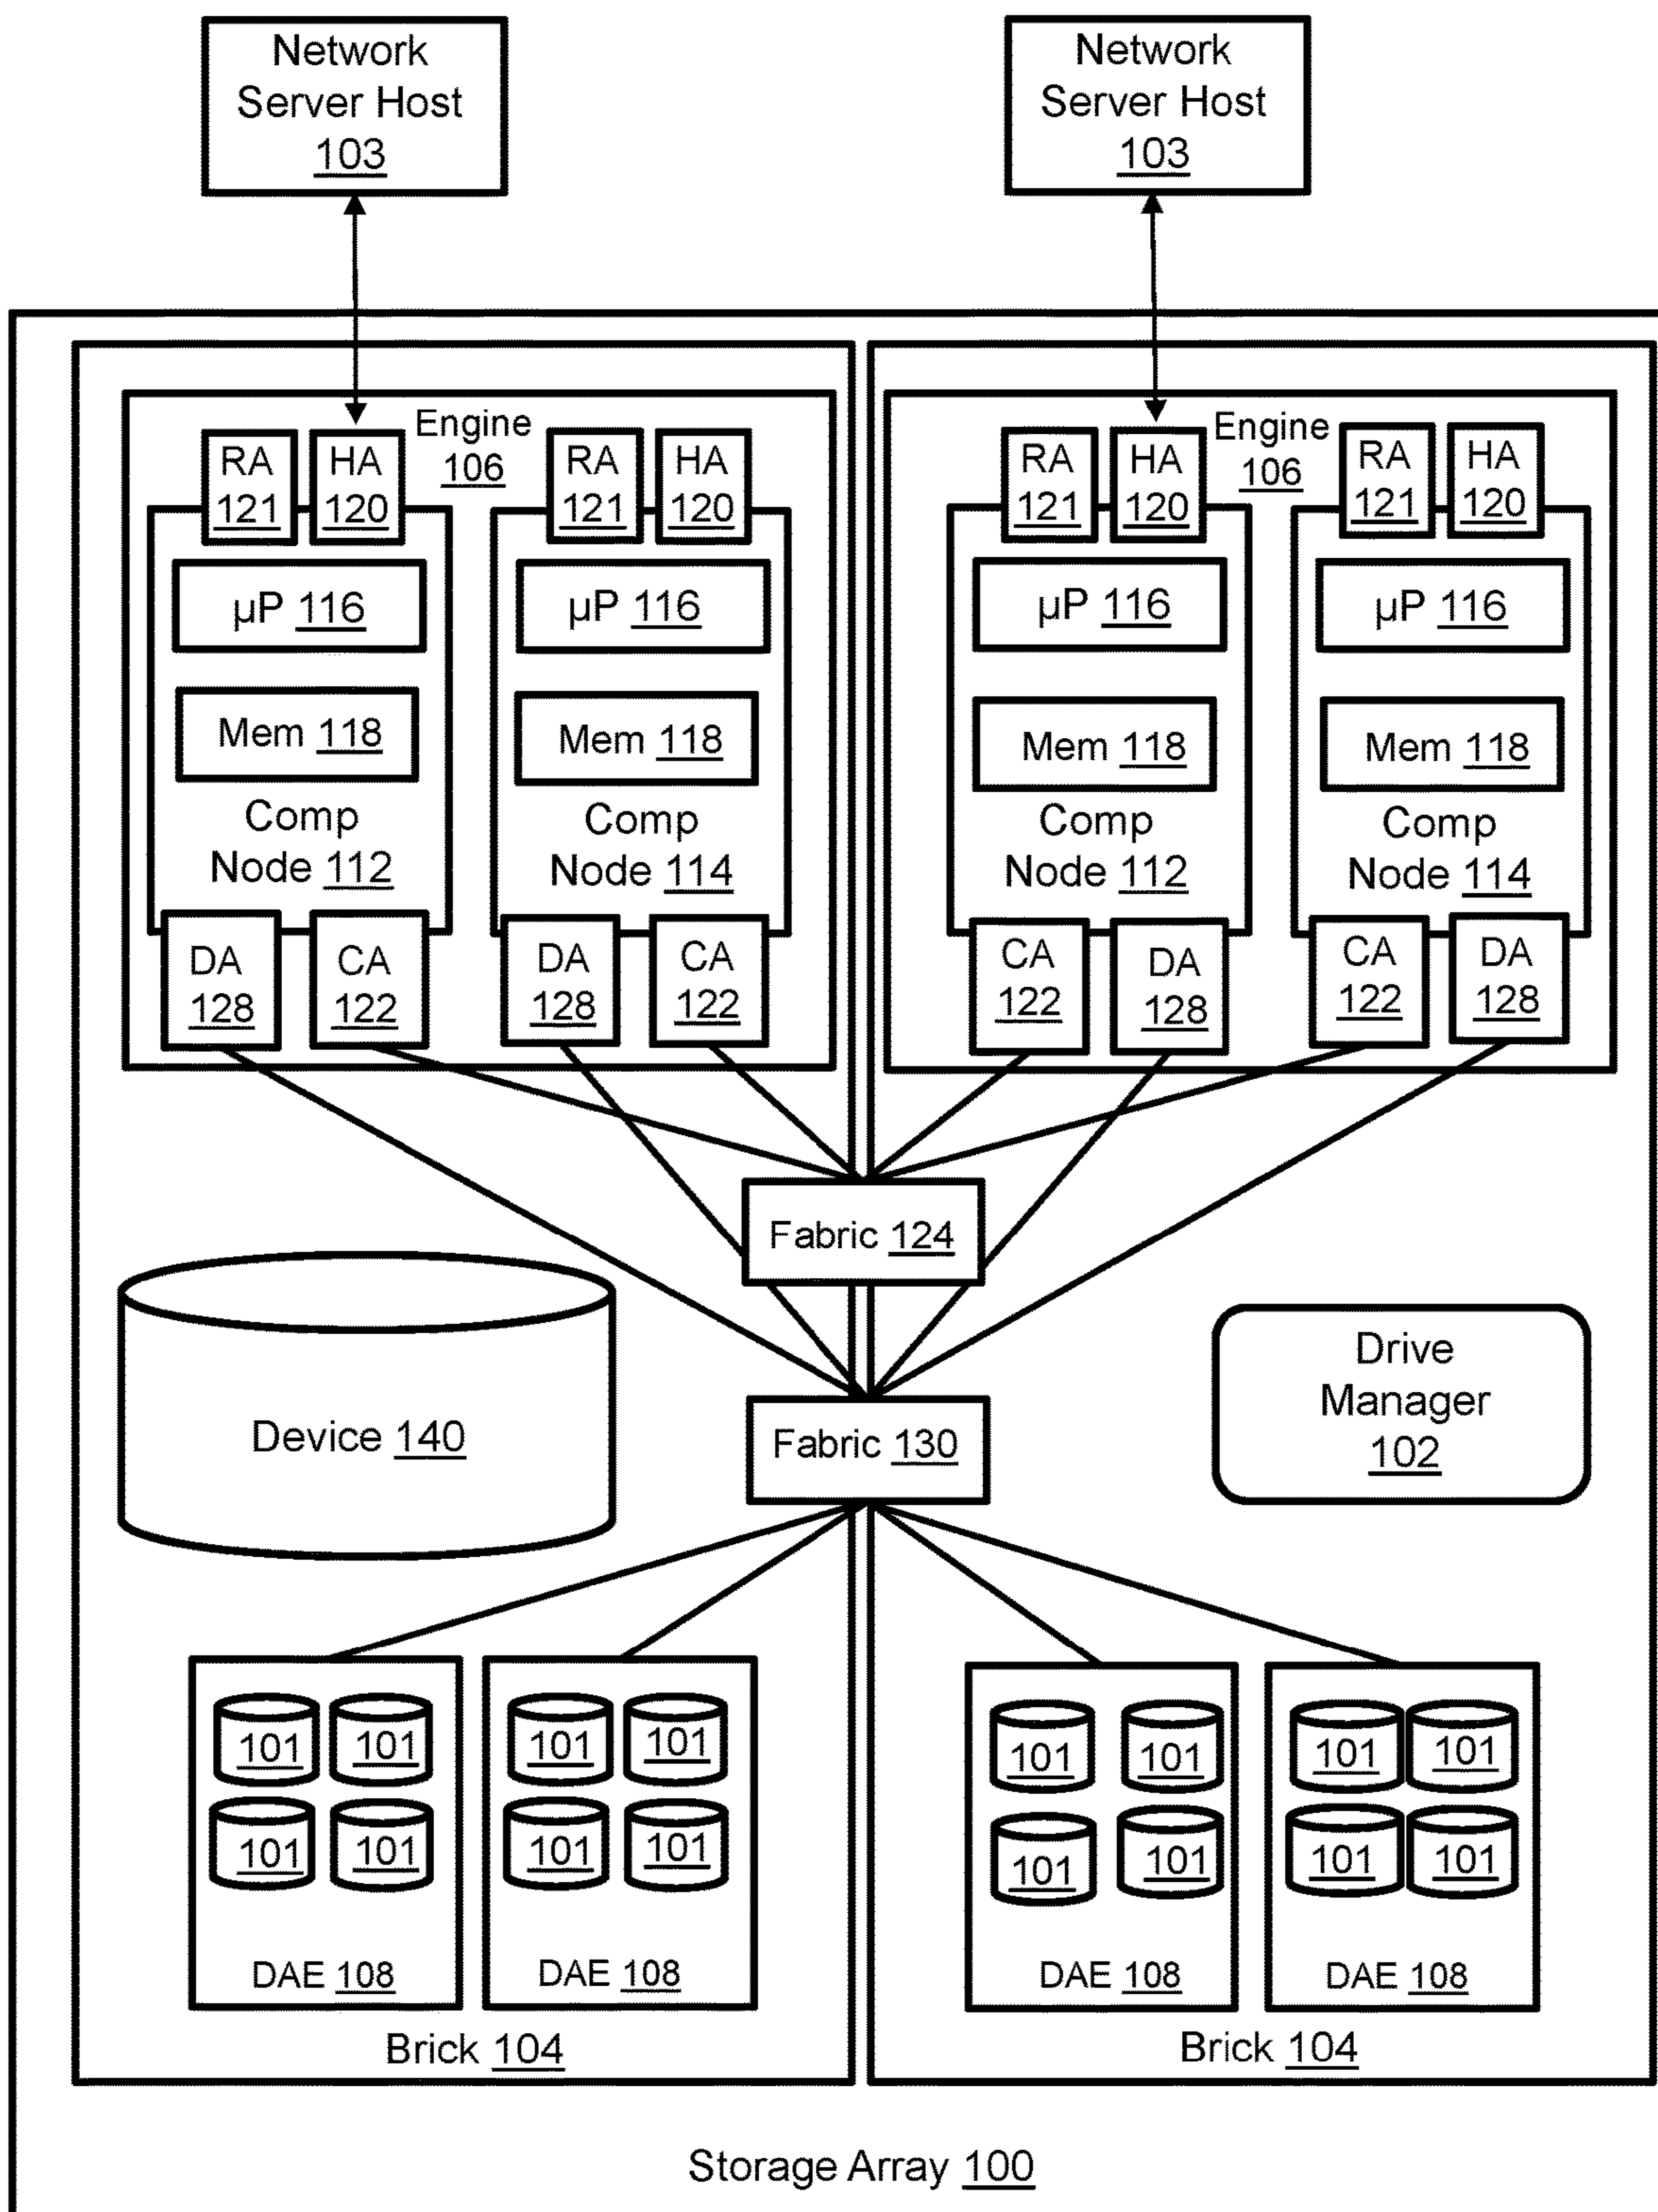 Network
Server Host
103
Network
Server Host
103
Engine
106
RA
121
HA
120
RA
121
HA
120
µP 116
µP 116
Mem 118
Mem 118
Comp
Node 112
Comp
Node 114
DA
128
CA
122
DA
128
CA
122
Engine
106
RA
121
HA
120
RA
121
HA
120
µP 116
µP 116
Mem 118
Mem 118
Comp
Node 112
Comp
Node 114
CA
122
DA
128
CA
122
DA
128
Fabric 124
Device 140
Fabric 130
Drive
Manager
102
101
101
101
101
DAE 108
101
101
101
101
DAE 108
Brick 104
101
101
101
101
DAE 108
101
101
101
101
DAE 108
Brick 104
Storage Array 100